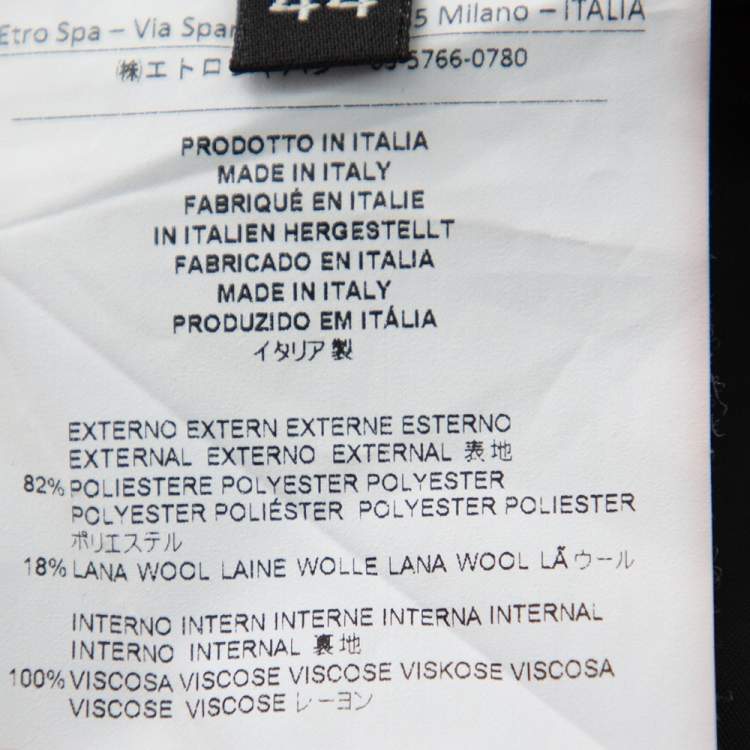 44
Etro Spa – Via 5 Milano – ITALIA
㈱エトロ 5766-0780
PRODOTTO IN ITALIA
MADE IN ITALY
FABRIQUÉ EN ITALIE
IN ITALIEN HERGESTELLT
FABRICADO EN ITALIA
MADE IN ITALY
PRODUZIDO EM ITÁLIA
イタリア製
EXTERNO EXTERN EXTERNE ESTERNO
EXTERNAL EXTERNO EXTERNAL 表地
82% POLIESTERE POLYESTER POLYESTER
POLYESTER POLIÉSTER POLYESTER POLIESTER
ポリエステル
18% LANA WOOL LAINE WOLLE LANA WOOL LÃ ウール
INTERNO INTERN INTERNE INTERNA INTERNAL
INTERNO INTERNAL 裏地
100% VISCOSA VISCOSE VISCOSE VISKOSE VISCOSA
VISCOSE VISCOSE レーヨン